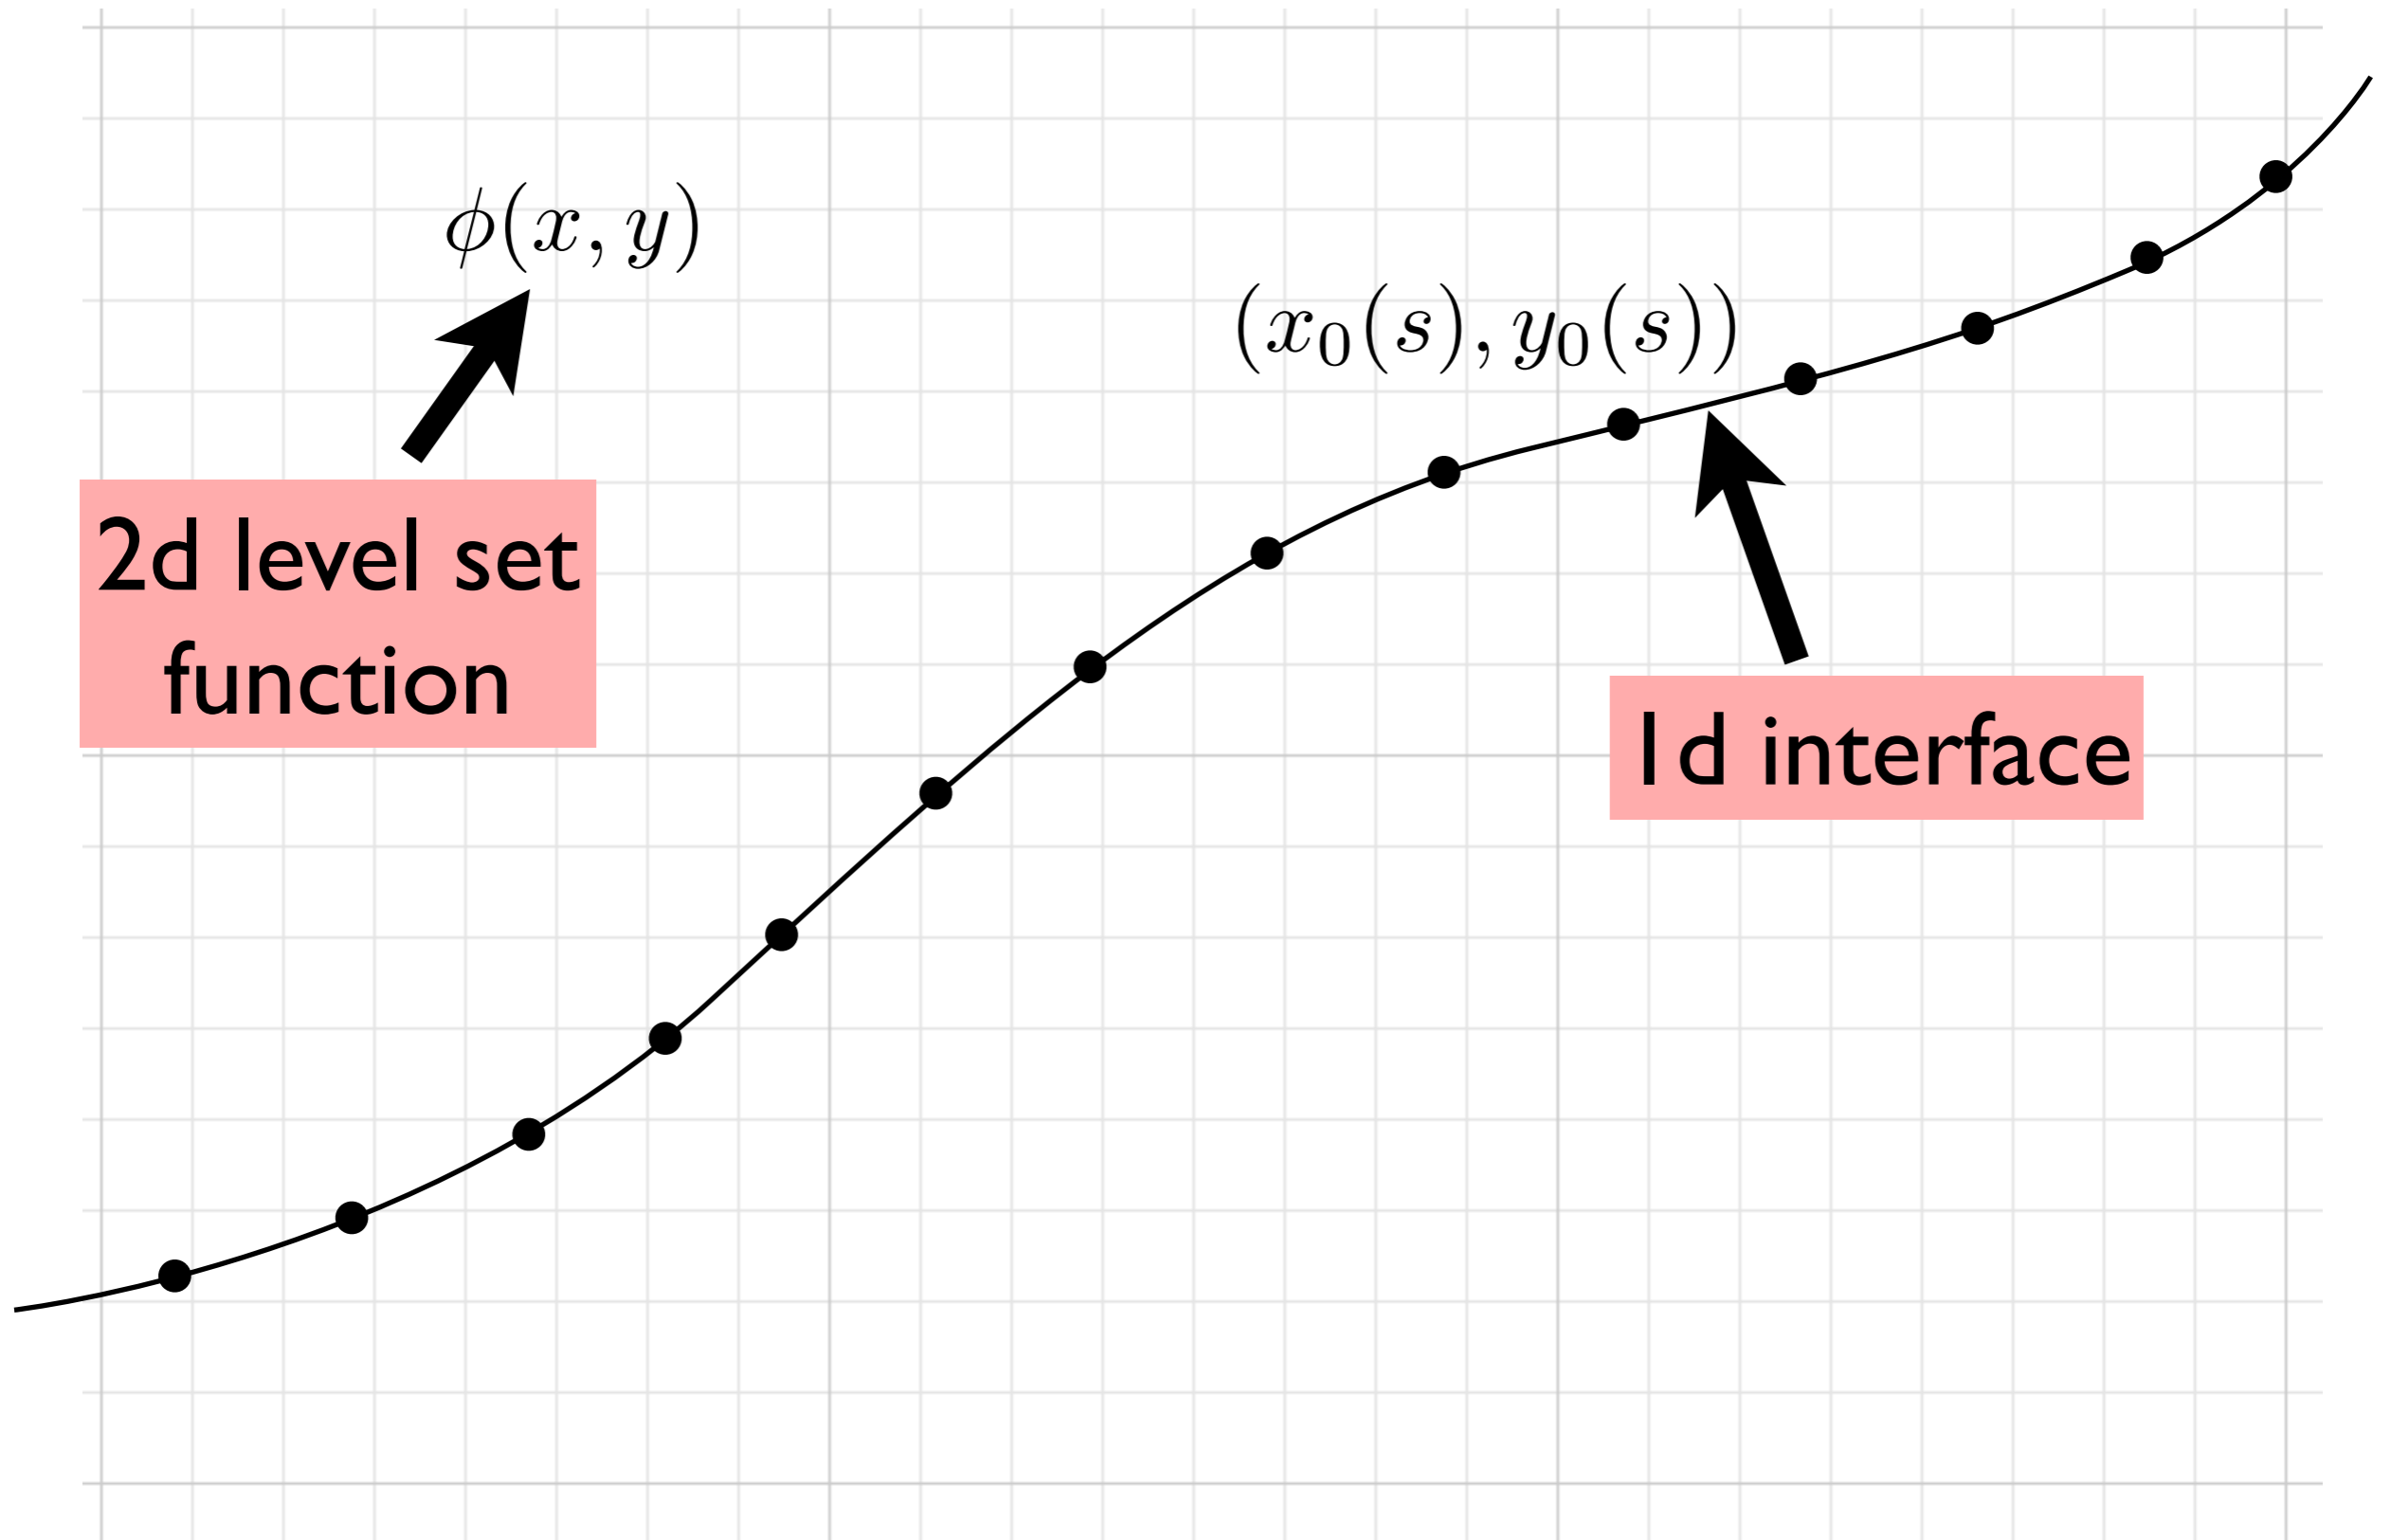 ϕ(x, y)
(x₀(s), y₀(s))
2d level set
function
1d interface